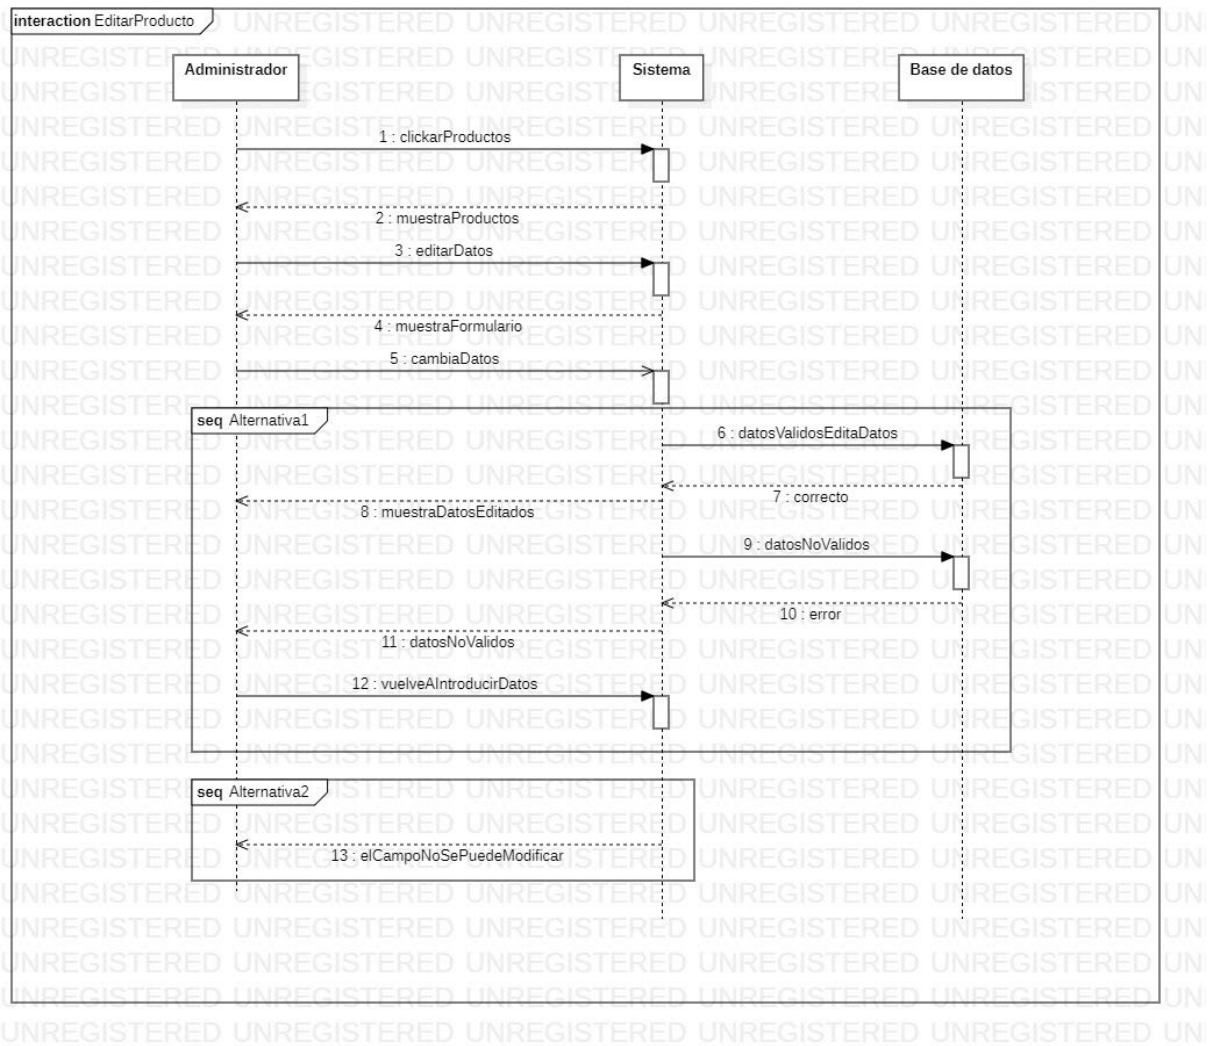 interaction EditarProducto
Administrador
Sistema
Base de datos
1 : clickarProductos
2 : muestraProductos
3 : editarDatos
4 : muestraFormulario
5 : cambiaDatos
seq Alternativa1
6 : datosValidosEditaDatos
7 : correcto
8 : muestraDatosEditados
9 : datosNoValidos
10 : error
11 : datosNoValidos
12 : vuelveAIntroducirDatos
seq Alternativa2
13 : elCampoNoSePuedeModificar
UNREGISTERED